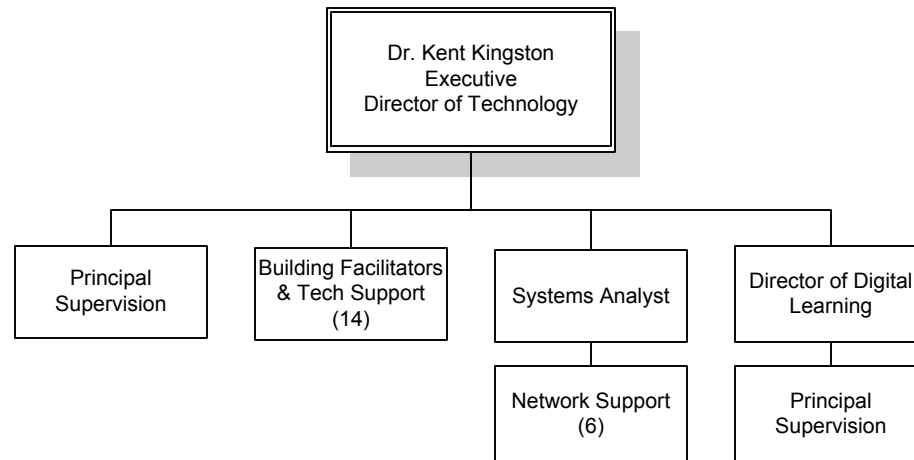 Dr. Kent Kingston
Executive
Director of Technology
Principal
Supervision
Building Facilitators
& Tech Support
(14)
Systems Analyst
Director of Digital
Learning
Network Support
(6)
Principal
Supervision